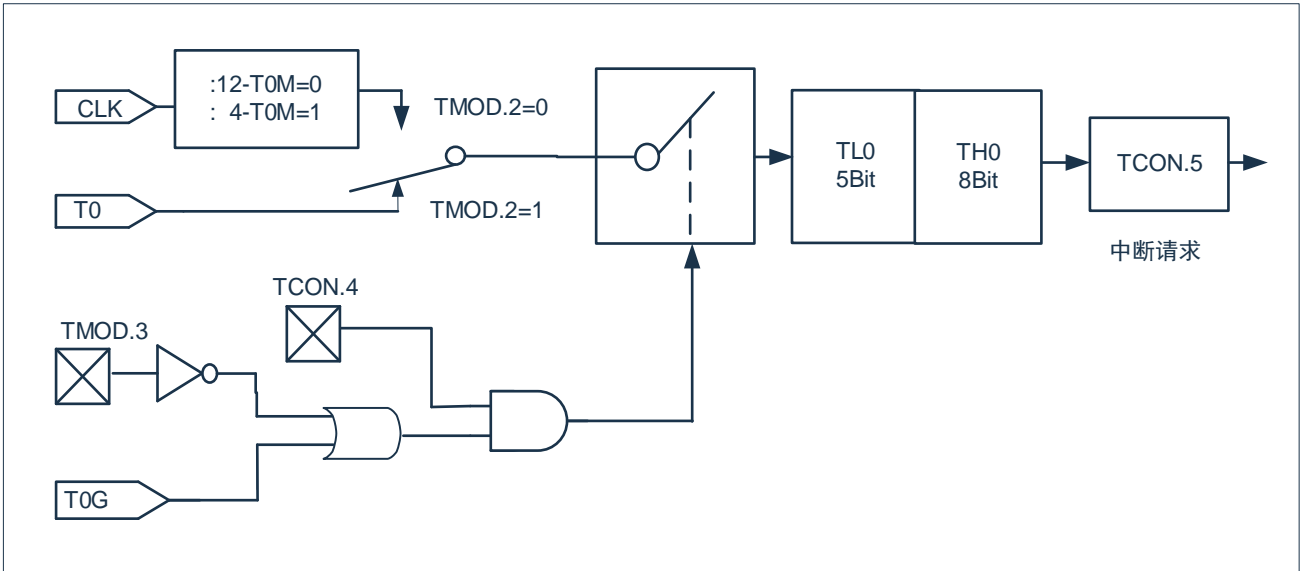 CLK
:12-T0M=0
: 4-T0M=1
TMOD.2=0
T0
TMOD.2=1
TL0
5Bit
TH0
8Bit
TCON.5
中断请求
TCON.4
TMOD.3
T0G